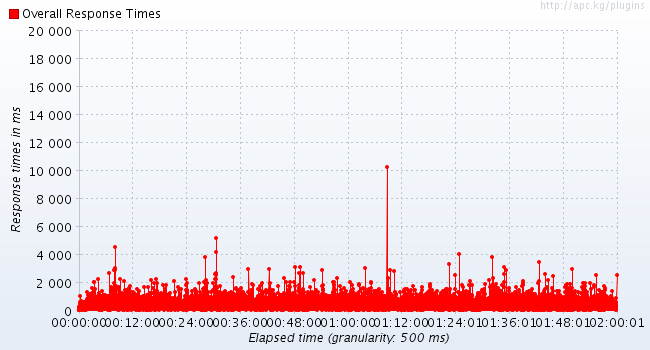 http://apc.kg/plugins
Overall Response Times
20 000
18 000
16 000
14 000
12 000
10 000
8 000
6 000
4 000
2 000
0
Response times in ms
00:00:00 00:12:00 00:24:00 00:36:00 00:48:00 01:00:00 01:12:00 01:24:01 01:36:01 01:48:01 02:00:01
Elapsed time (granularity: 500 ms)